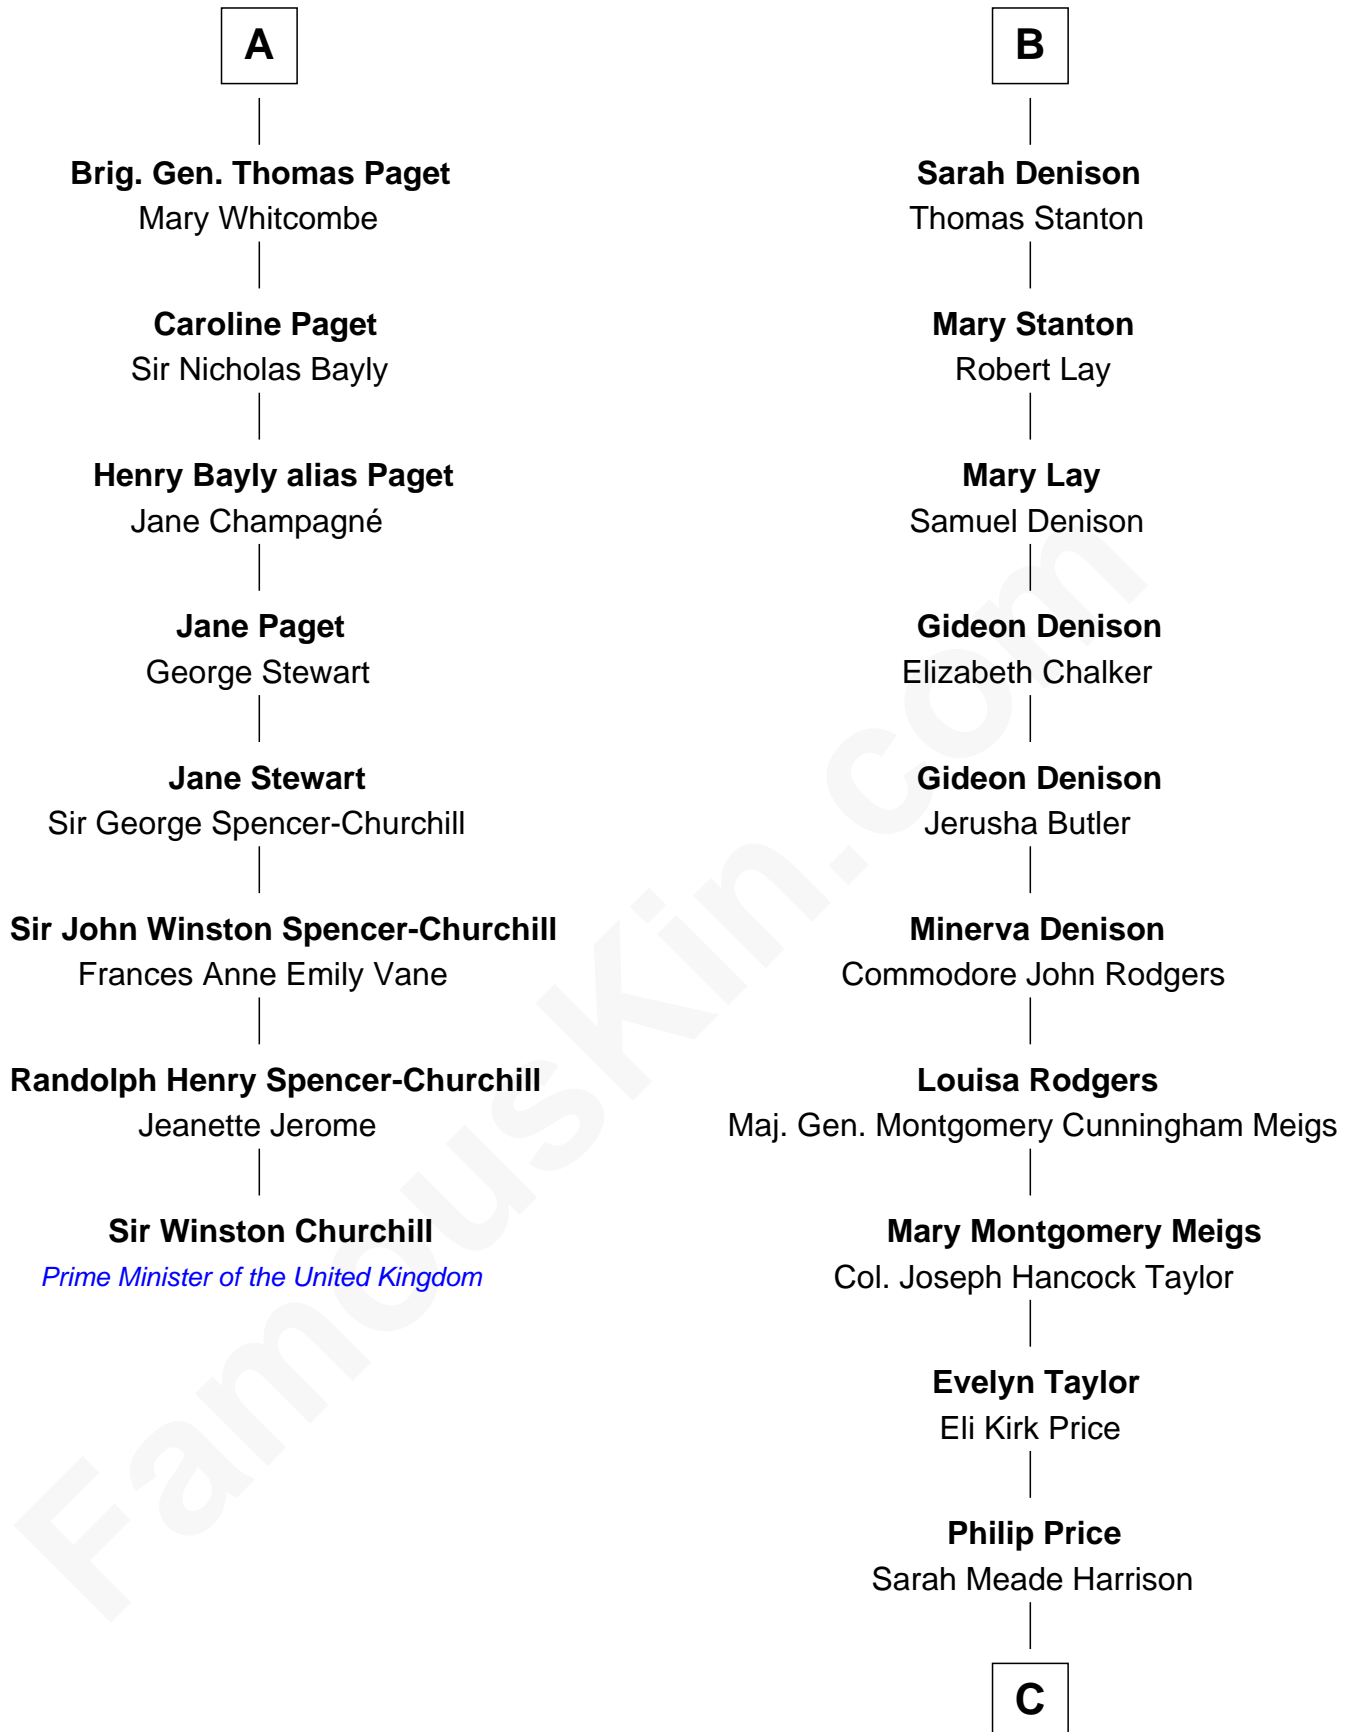 A
Brig. Gen. Thomas Paget
Mary Whitcombe
Caroline Paget
Sir Nicholas Bayly
Henry Bayly alias Paget
Jane Champagné
Jane Paget
George Stewart
Jane Stewart
Sir George Spencer-Churchill
Sir John Winston Spencer-Churchill
Frances Anne Emily Vane
Randolph Henry Spencer-Churchill
Jeanette Jerome
Sir Winston Churchill
Prime Minister of the United Kingdom
B
Sarah Denison
Thomas Stanton
Mary Stanton
Robert Lay
Mary Lay
Samuel Denison
Gideon Denison
Elizabeth Chalker
Gideon Denison
Jerusha Butler
Minerva Denison
Commodore John Rodgers
Louisa Rodgers
Maj. Gen. Montgomery Cunningham Meigs
Mary Montgomery Meigs
Col. Joseph Hancock Taylor
Evelyn Taylor
Eli Kirk Price
Philip Price
Sarah Meade Harrison
C
FamousKin.com